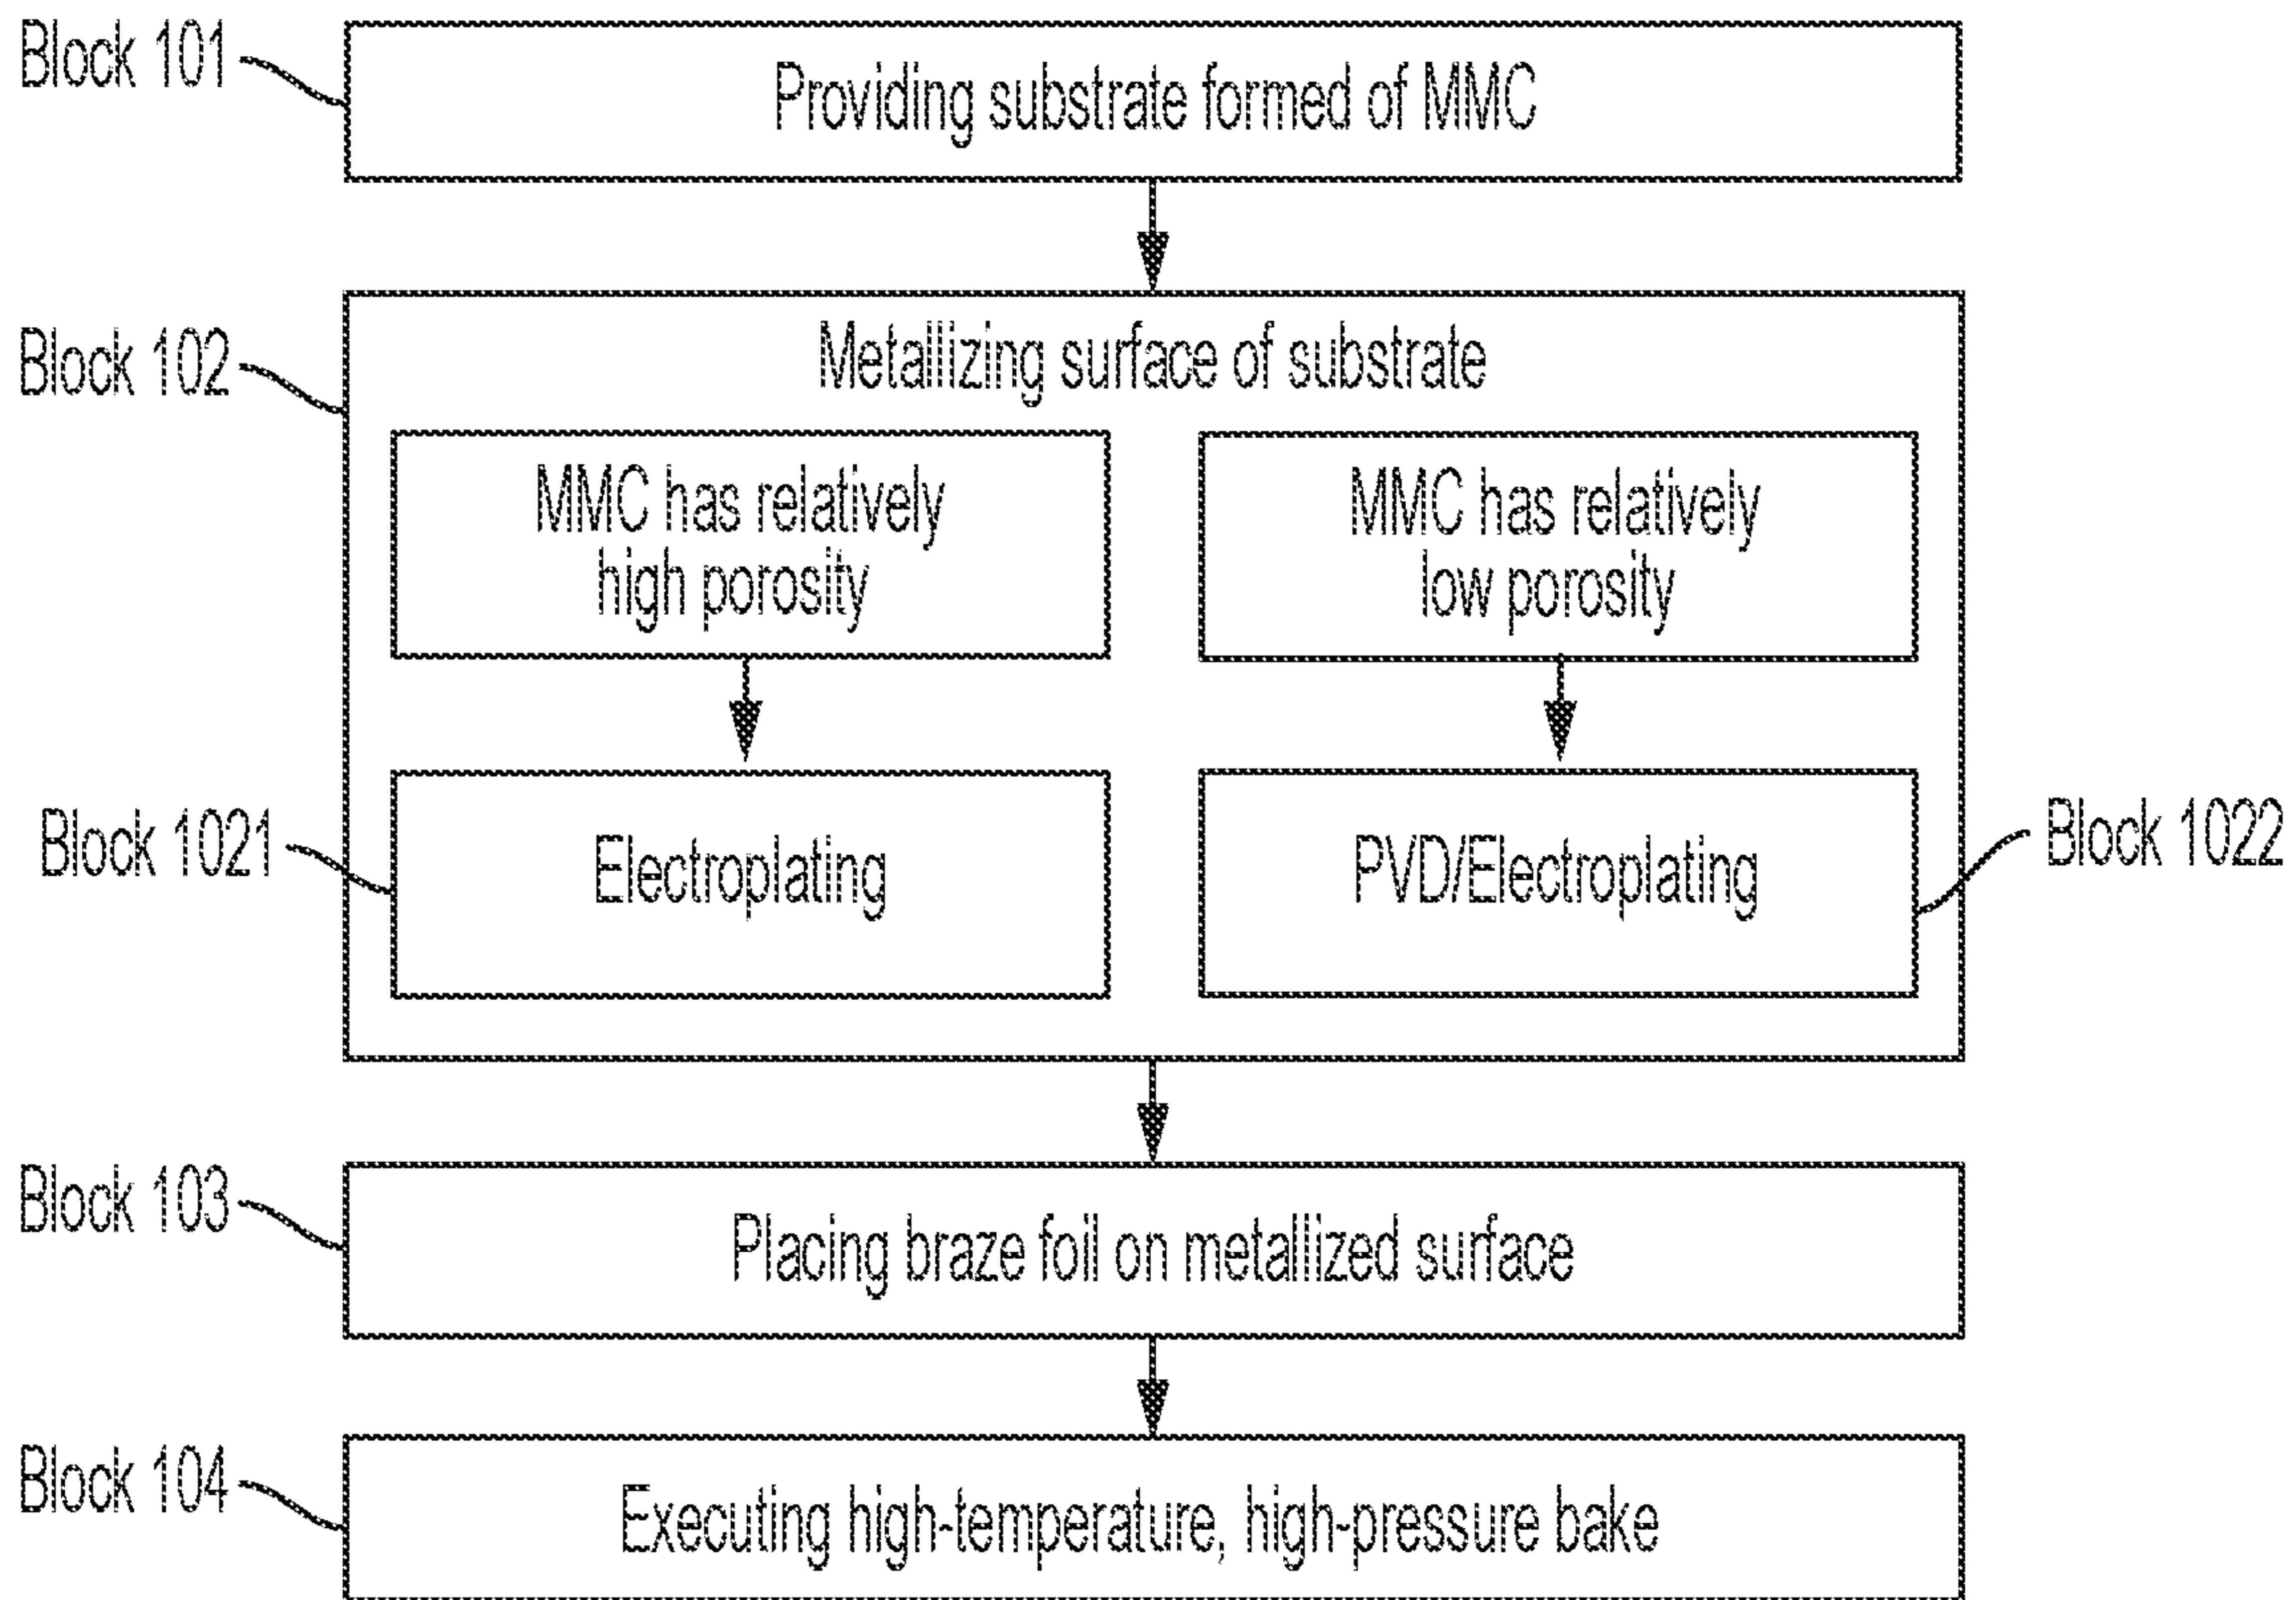 Block 101
Providing substrate formed of MMC
Block 102
Metallizing surface of substrate
MMC has relatively
high porosity
MMC has relatively
low porosity
Block 1021
Electroplating
PVD/Electroplating
Block 1022
Block 103
Placing braze foil on metallized surface
Block 104
Executing high-temperature, high-pressure bake